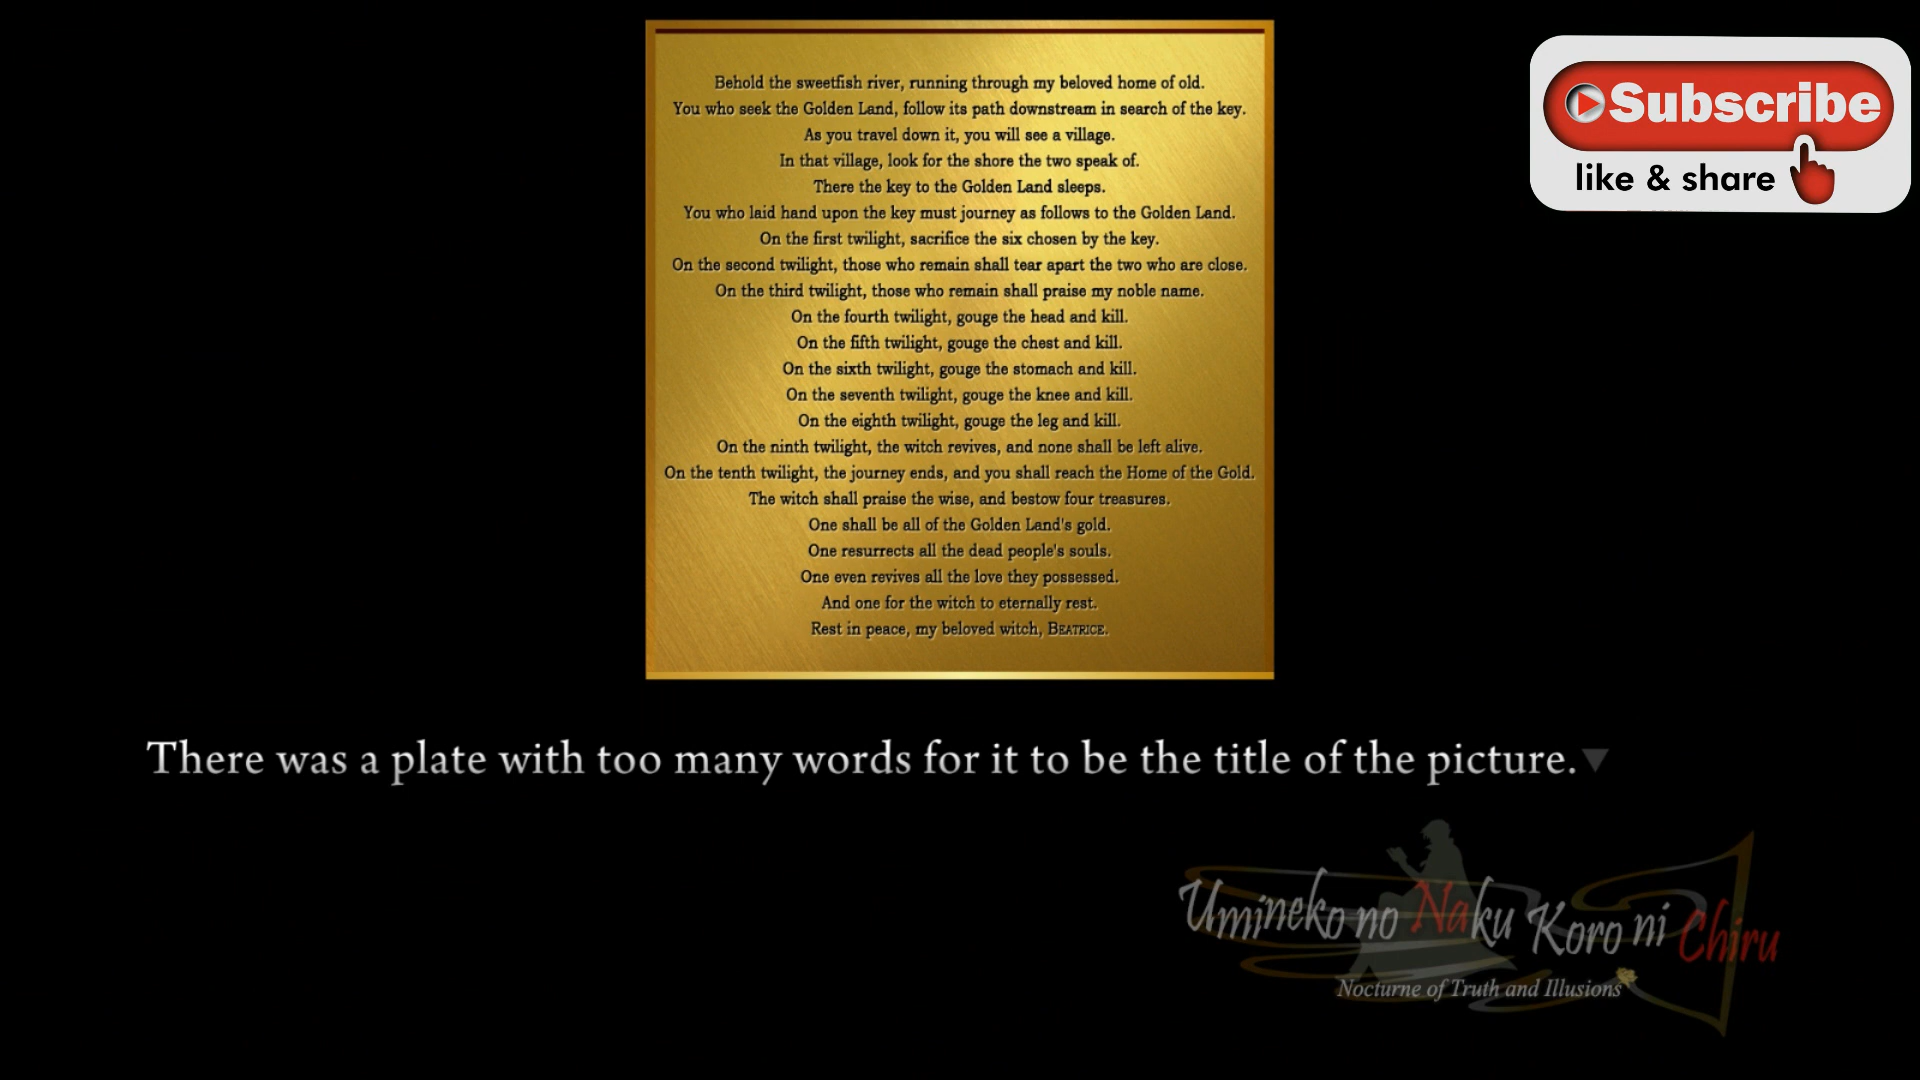 Behold the sweetfish river, running through my beloved home of old.
You who seek the Golden Land, follow its path downstream in search of the key.
As you travel down it, you will see a village.
In that village, look for the shore the two speak of.
There the key to the Golden Land sleeps.
You who laid hand upon the key must journey as follows to the Golden Land.
On the first twilight, sacrifice the six chosen by the key.
On the second twilight, those who remain shall tear apart the two who are close.
On the third twilight, those who remain shall praise my noble name.
On the fourth twilight, gouge the head and kill.
On the fifth twilight, gouge the chest and kill.
On the sixth twilight, gouge the stomach and kill.
On the seventh twilight, gouge the knee and kill.
On the eighth twilight, gouge the leg and kill.
On the ninth twilight, the witch revives, and none shall be left alive.
On the tenth twilight, the journey ends, and you shall reach the Home of the Gold.
The witch shall praise the wise, and bestow four treasures.
One shall be all of the Golden Land's gold.
One resurrects all the dead people's souls.
One even revives all the love they possessed.
And one for the witch to eternally rest.
Rest in peace, my beloved witch, BEATRICE.
Subscribe
like & share
There was a plate with too many words for it to be the title of the picture.
Umineko no Naku Koro ni Chiru
Nocturne of Truth and Illusions